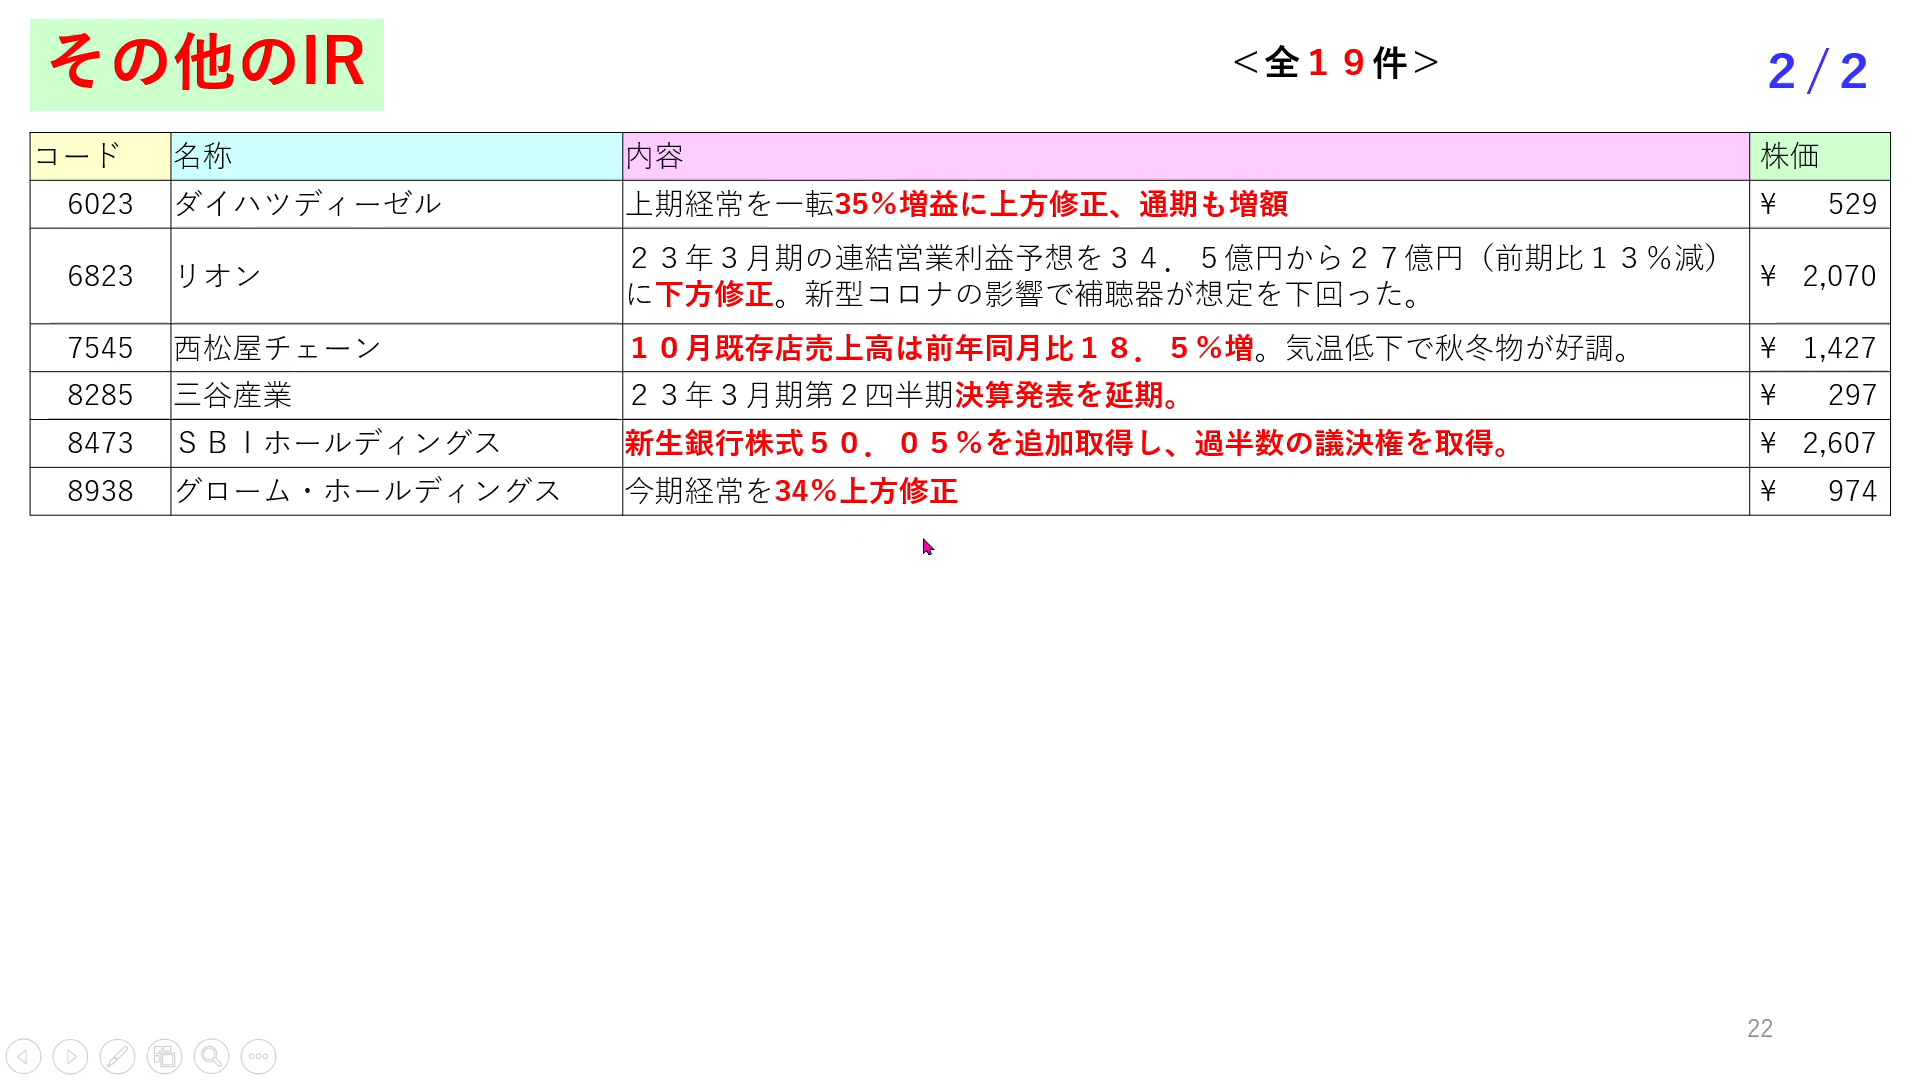 その他のIR
＜全１９件＞
２/２
コード 名称 内容 株価
6023 ダイハツディーゼル 上期経常を一転35%増益に上方修正、通期も増額 ¥ 529
6823 リオン ２３年３月期の連結営業利益予想を３４．５億円から２７億円（前期比１３％減）
に下方修正。新型コロナの影響で補聴器が想定を下回った。 ¥ 2,070
7545 西松屋チェーン １０月既存店売上高は前年同月比１８．５％増。気温低下で秋冬物が好調。 ¥ 1,427
8285 三谷産業 ２３年３月期第２四半期決算発表を延期。 ¥ 297
8473 ＳＢＩホールディングス 新生銀行株式５０．０５％を追加取得し、過半数の議決権を取得。 ¥ 2,607
8938 グローム・ホールディングス 今期経常を34%上方修正 ¥ 974
22